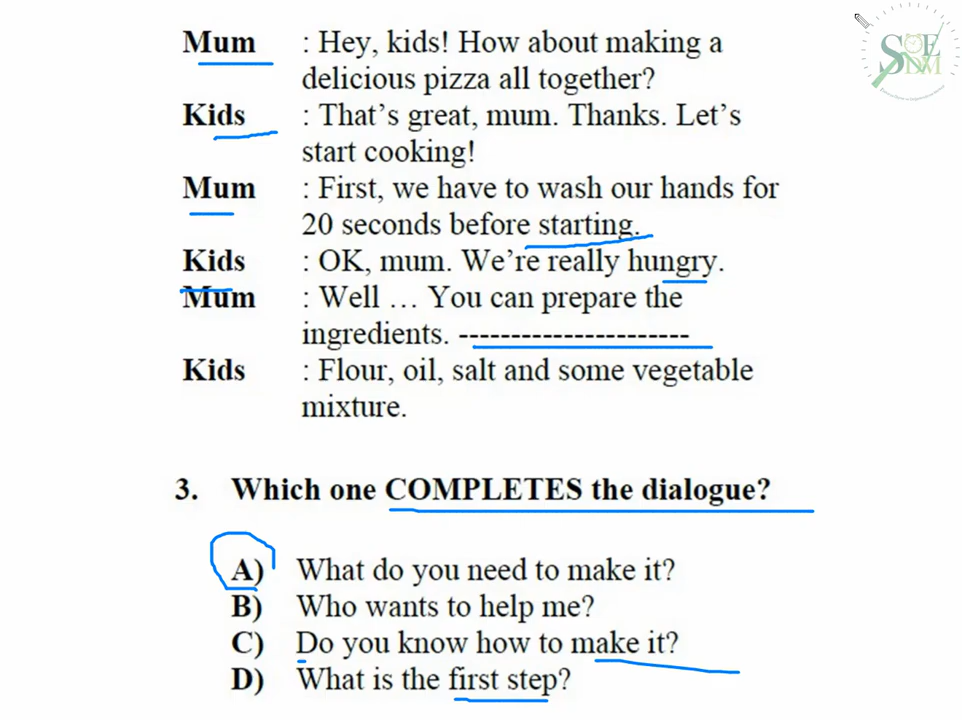 Mum : Hey, kids! How about making a
delicious pizza all together?
Kids : That's great, mum. Thanks. Let's
start cooking!
Mum : First, we have to wash our hands for
20 seconds before starting.
Kids : OK, mum. We're really hungry.
Mum : Well … You can prepare the
ingredients. ----------------------
Kids : Flour, oil, salt and some vegetable
mixture.
3. Which one COMPLETES the dialogue?
A) What do you need to make it?
B) Who wants to help me?
C) Do you know how to make it?
D) What is the first step?